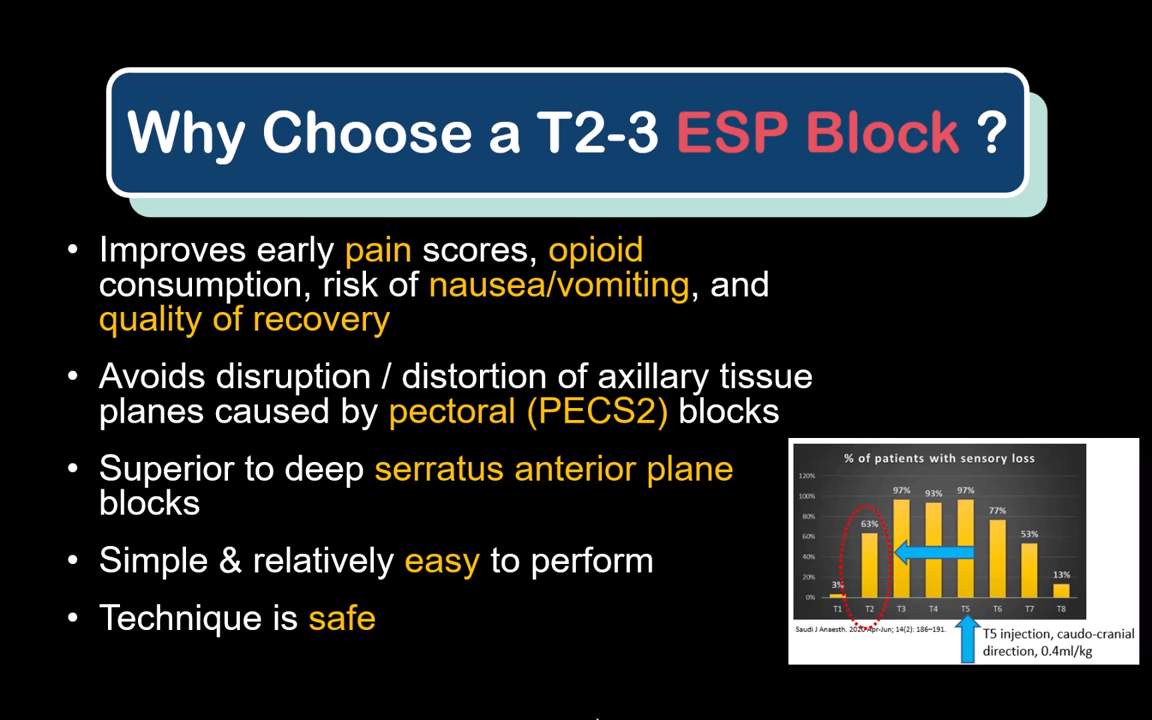 Why Choose a T2-3 ESP Block ?
• Improves early pain scores, opioid
consumption, risk of nausea/vomiting, and
quality of recovery
• Avoids disruption / distortion of axillary tissue
planes caused by pectoral (PECS2) blocks
• Superior to deep serratus anterior plane
blocks
• Simple & relatively easy to perform
• Technique is safe
% of patients with sensory loss
120%
100%
80%
60%
40%
20%
0%
3%
63%
97%
93%
97%
77%
53%
13%
T1 T2 T3 T4 T5 T6 T7 T8
Saudi J Anaesth. 2020 Apr-Jun; 14(2): 186–191.
T5 injection, caudo-cranial
direction, 0.4ml/kg